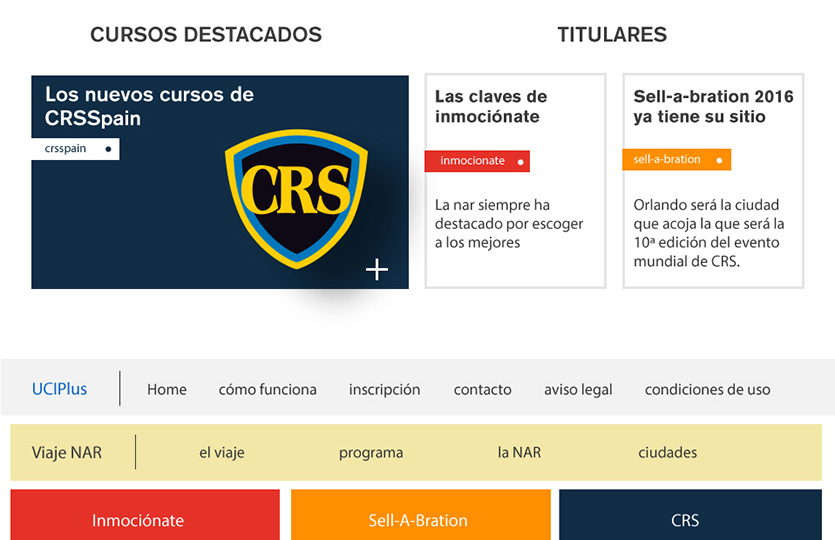 CURSOS DESTACADOS
TITULARES
Los nuevos cursos de
CRSSpain
crsspain
CRS
Las claves de
inmociónate
inmocionate
La nar siempre ha
destacado por escoger
a los mejores
Sell-a-bration 2016
ya tiene su sitio
sell-a-bration
Orlando será la ciudad
que acoja la que será la
10ª edición del evento
mundial de CRS.
UCIPlus Home cómo funciona inscripción contacto aviso legal condiciones de uso
Viaje NAR el viaje programa la NAR ciudades
Inmociónate Sell-A-Bration CRS